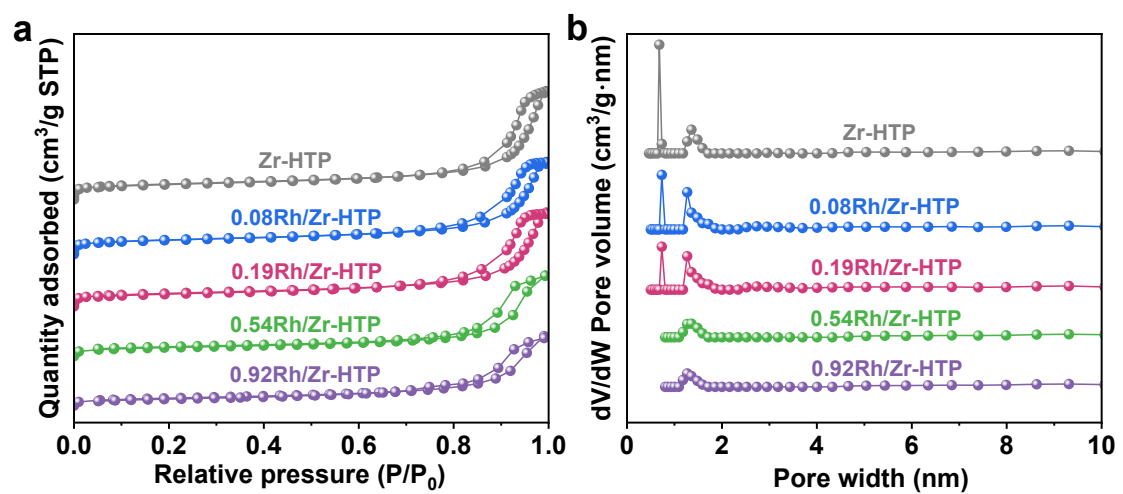 a
Quantity adsorbed (cm³/g STP)
Zr-HTP
0.08Rh/Zr-HTP
0.19Rh/Zr-HTP
0.54Rh/Zr-HTP
0.92Rh/Zr-HTP
0.0 0.2 0.4 0.6 0.8 1.0
Relative pressure (P/P₀)
b
dV/dW Pore volume (cm³/g·nm)
Zr-HTP
0.08Rh/Zr-HTP
0.19Rh/Zr-HTP
0.54Rh/Zr-HTP
0.92Rh/Zr-HTP
0 2 4 6 8 10
Pore width (nm)